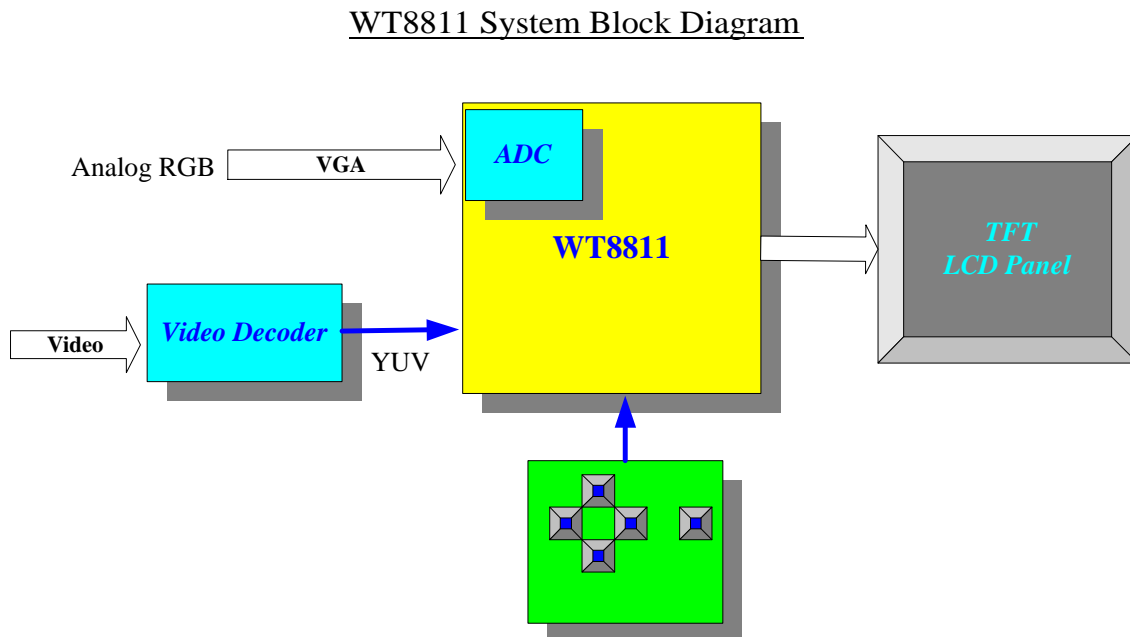 WT8811 System Block Diagram
ADC
Analog RGB
VGA
WT8811
TFT
LCD Panel
Video
Video Decoder
YUV